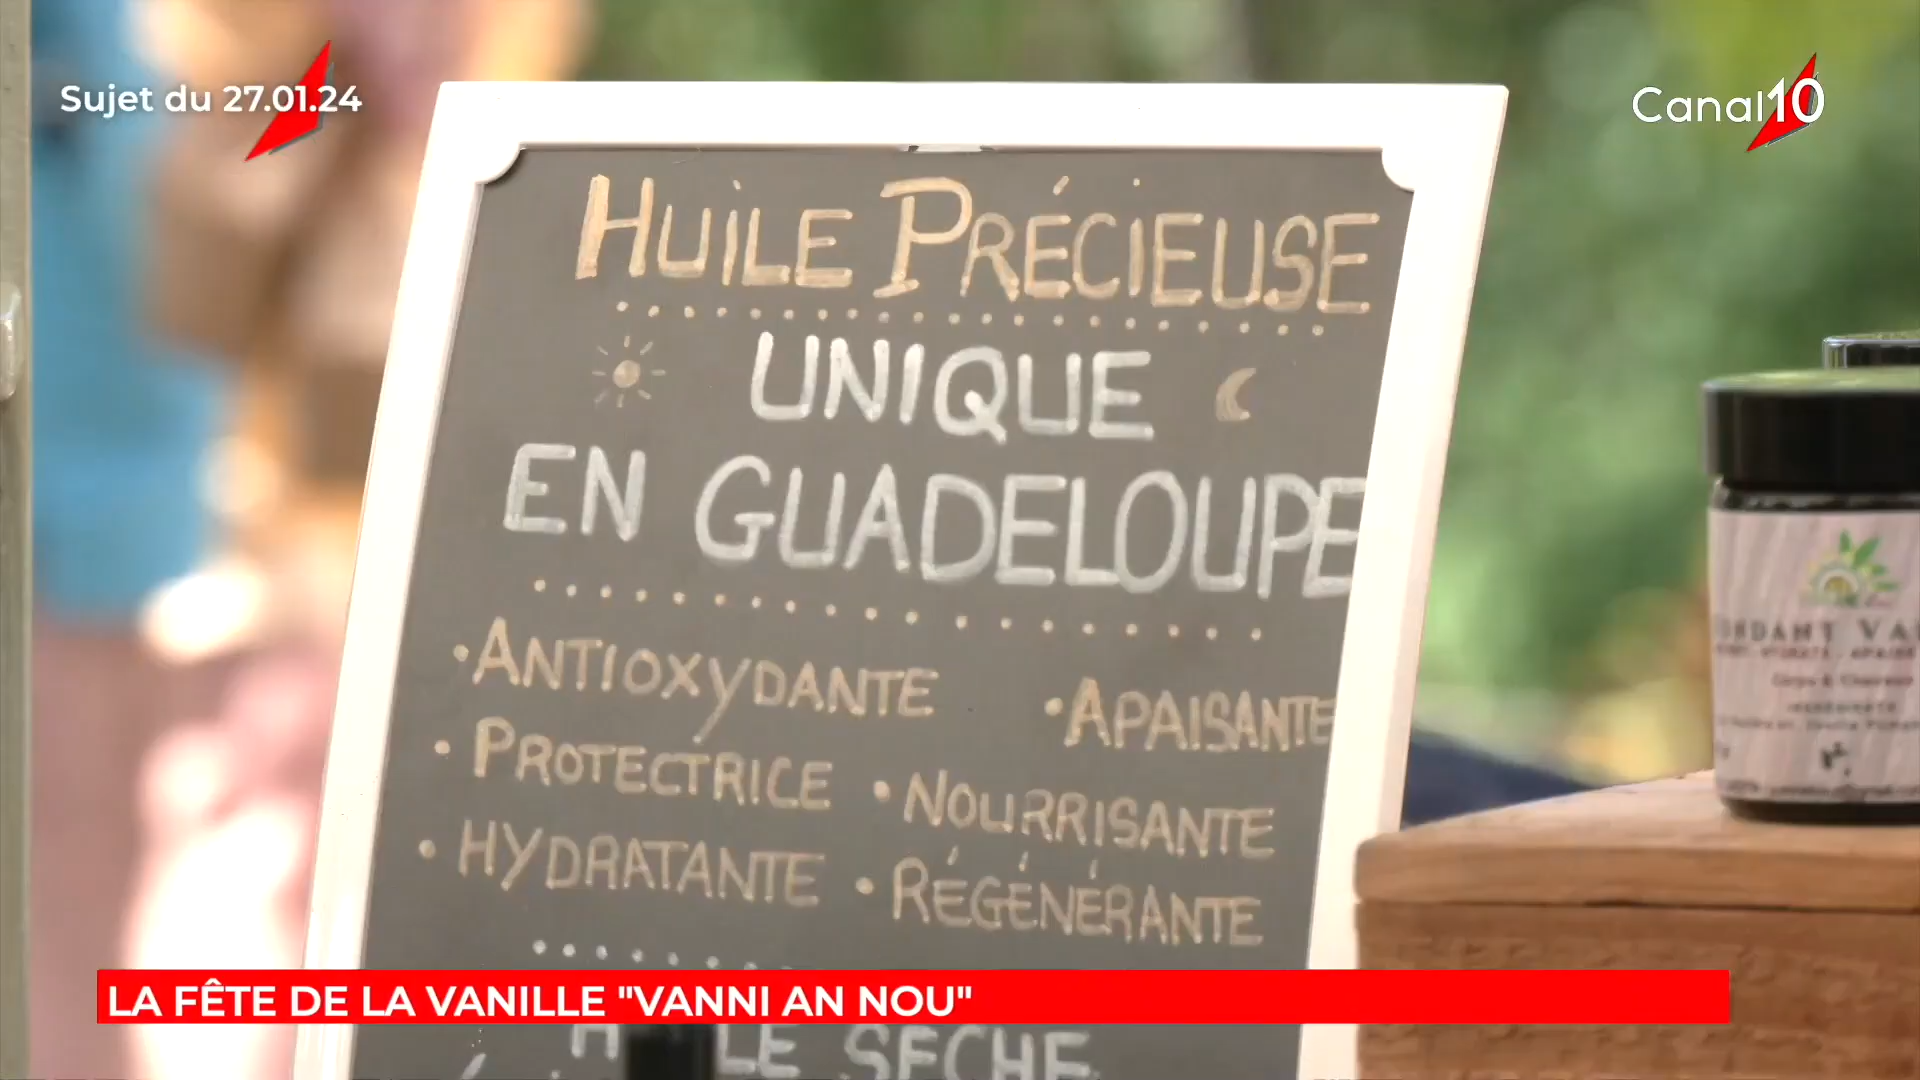 Sujet du 27.01.24
Canal10
HUILE PRÉCIEUSE
UNIQUE
EN GUADELOUPE
• ANTIOXYDANTE • APAISANTE
• PROTECTRICE • NOURRISANTE
• HYDRATANTE • RÉGÉNÉRANTE
LA FÊTE DE LA VANILLE "VANNI AN NOU"
SECHE